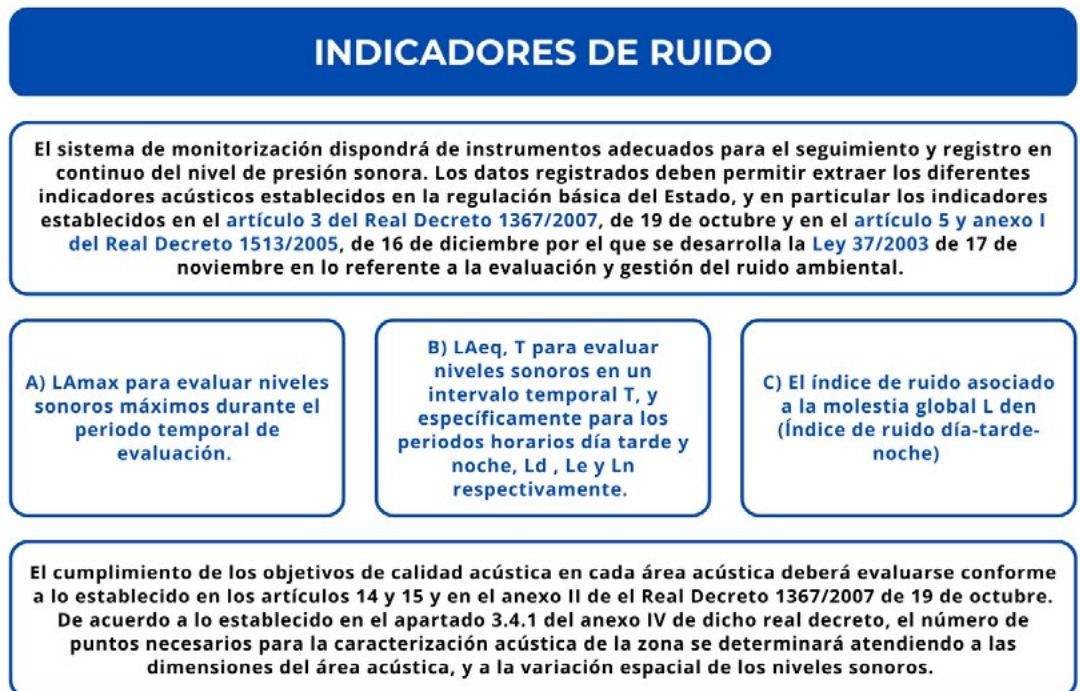 INDICADORES DE RUIDO
El sistema de monitorización dispondrá de instrumentos adecuados para el seguimiento y registro en
continuo del nivel de presión sonora. Los datos registrados deben permitir extraer los diferentes
indicadores acústicos establecidos en la regulación básica del Estado, y en particular los indicadores
establecidos en el artículo 3 del Real Decreto 1367/2007, de 19 de octubre y en el artículo 5 y anexo I
del Real Decreto 1513/2005, de 16 de diciembre por el que se desarrolla la Ley 37/2003 de 17 de
noviembre en lo referente a la evaluación y gestión del ruido ambiental.
A) LAmax para evaluar niveles
sonoros máximos durante el
periodo temporal de
evaluación.
B) LAeq, T para evaluar
niveles sonoros en un
intervalo temporal T, y
específicamente para los
periodos horarios día tarde y
noche, Ld , Le y Ln
respectivamente.
C) El índice de ruido asociado
a la molestia global L den
(Índice de ruido día-tarde-
noche)
El cumplimiento de los objetivos de calidad acústica en cada área acústica deberá evaluarse conforme
a lo establecido en los artículos 14 y 15 y en el anexo II de el Real Decreto 1367/2007 de 19 de octubre.
De acuerdo a lo establecido en el apartado 3.4.1 del anexo IV de dicho real decreto, el número de
puntos necesarios para la caracterización acústica de la zona se determinará atendiendo a las
dimensiones del área acústica, y a la variación espacial de los niveles sonoros.